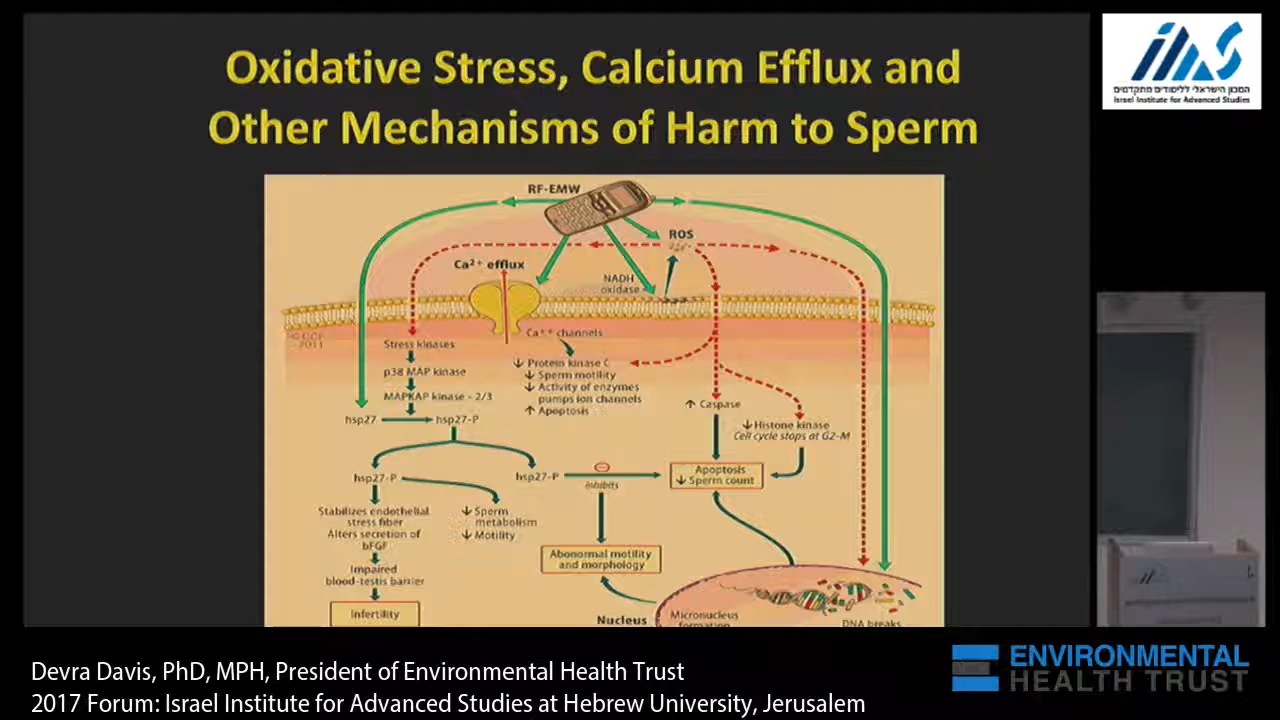 Oxidative Stress, Calcium Efflux and
Other Mechanisms of Harm to Sperm
המכון הישראלי ללימודים מתקדמים
Israel Institute for Advanced Studies
RF-EMW
ROS
Ca2+ efflux
NADH
oxidase
© CCF
2011
Ca++ channels
Stress kinases
p38 MAP kinase
MAPKAP kinase - 2/3
hsp27
hsp27-P
↓ Protein kinase C
↓ Sperm motility
↓ Activity of enzymes
pumps ion channels
↑ Apoptosis
↑ Caspase
↓ Histone kinase
Cell cycle stops at G2-M
hsp27-P
hsp27-P
inhibits
Apoptosis
↓ Sperm count
Stabilizes endothelial
stress fiber
Alters secretion of
bFGF
↓ Sperm
metabolism
↓ Motility
Impaired
blood-testis barrier
Infertility
Abonormal motility
and morphology
Nucleus
Micronucleus
formation
DNA breaks
Devra Davis, PhD, MPH, President of Environmental Health Trust
2017 Forum: Israel Institute for Advanced Studies at Hebrew University, Jerusalem
ENVIRONMENTAL
HEALTH TRUST